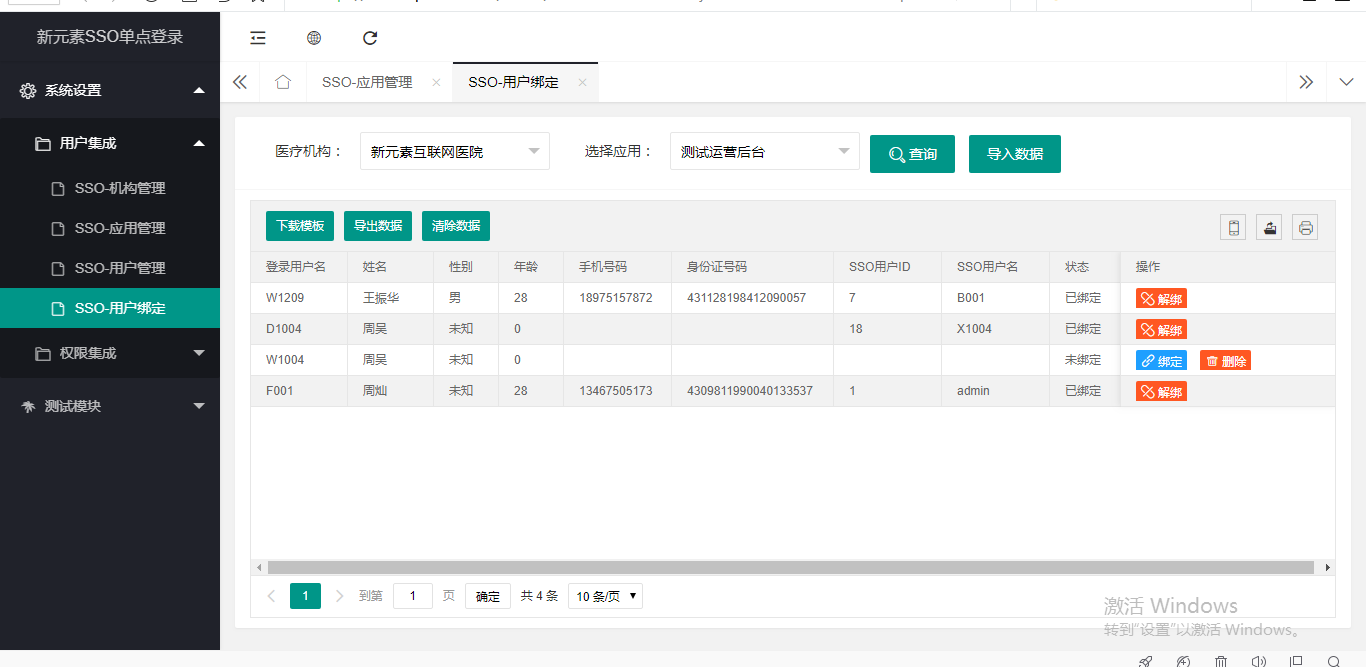 新元素SSO单点登录
系统设置
用户集成
SSO-机构管理
SSO-应用管理
SSO-用户管理
SSO-用户绑定
权限集成
测试模块
SSO-应用管理 × SSO-用户绑定 ×
医疗机构： 新元素互联网医院 选择应用： 测试运营后台 查询 导入数据
下载模板 导出数据 清除数据
登录用户名 姓名 性别 年龄 手机号码 身份证号码 SSO用户ID SSO用户名 状态 操作
W1209 王振华 男 28 18975157872 431128198412090057 7 B001 已绑定 解绑
D1004 周吴 未知 0 18 X1004 已绑定 解绑
W1004 周吴 未知 0 未绑定 绑定 删除
F001 周灿 未知 28 13467505173 4309811990040133537 1 admin 已绑定 解绑
1 到第 1 页 确定 共 4 条 10 条/页
激活 Windows
转到"设置"以激活 Windows。